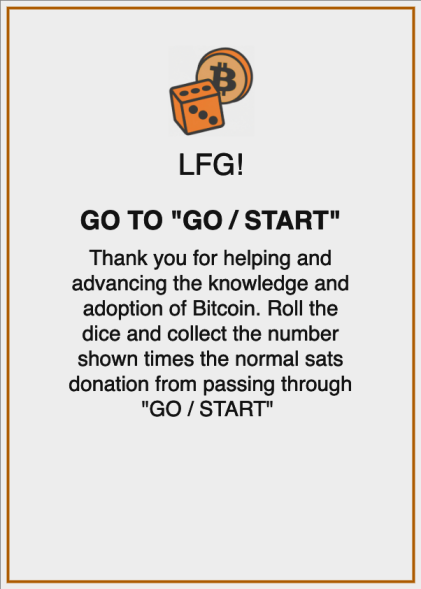 LFG!
GO TO "GO / START"
Thank you for helping and
advancing the knowledge and
adoption of Bitcoin. Roll the
dice and collect the number
shown times the normal sats
donation from passing through
"GO / START"